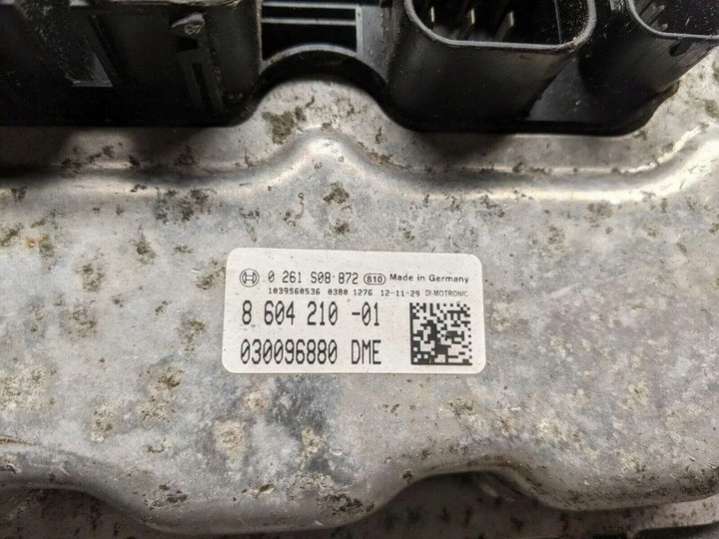 0 261 S08 872 810 Made in Germany
1039S60536 0380 1276 12-11-29 DI-MOTRONIC
8 604 210 -01
030096880 DME